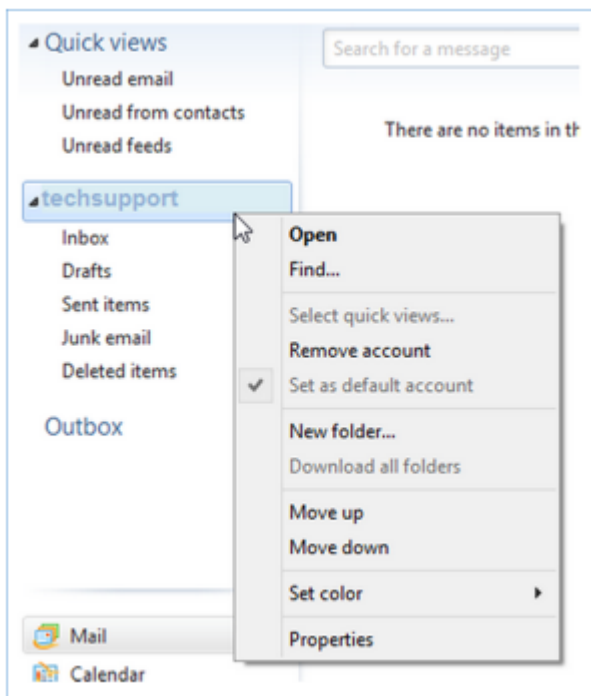 Quick views
Search for a message
Unread email
Unread from contacts
There are no items in th
Unread feeds
techsupport
Inbox
Drafts
Sent items
Junk email
Deleted items
Outbox
Open
Find...
Select quick views...
Remove account
Set as default account
New folder...
Download all folders
Move up
Move down
Set color
Properties
Mail
Calendar